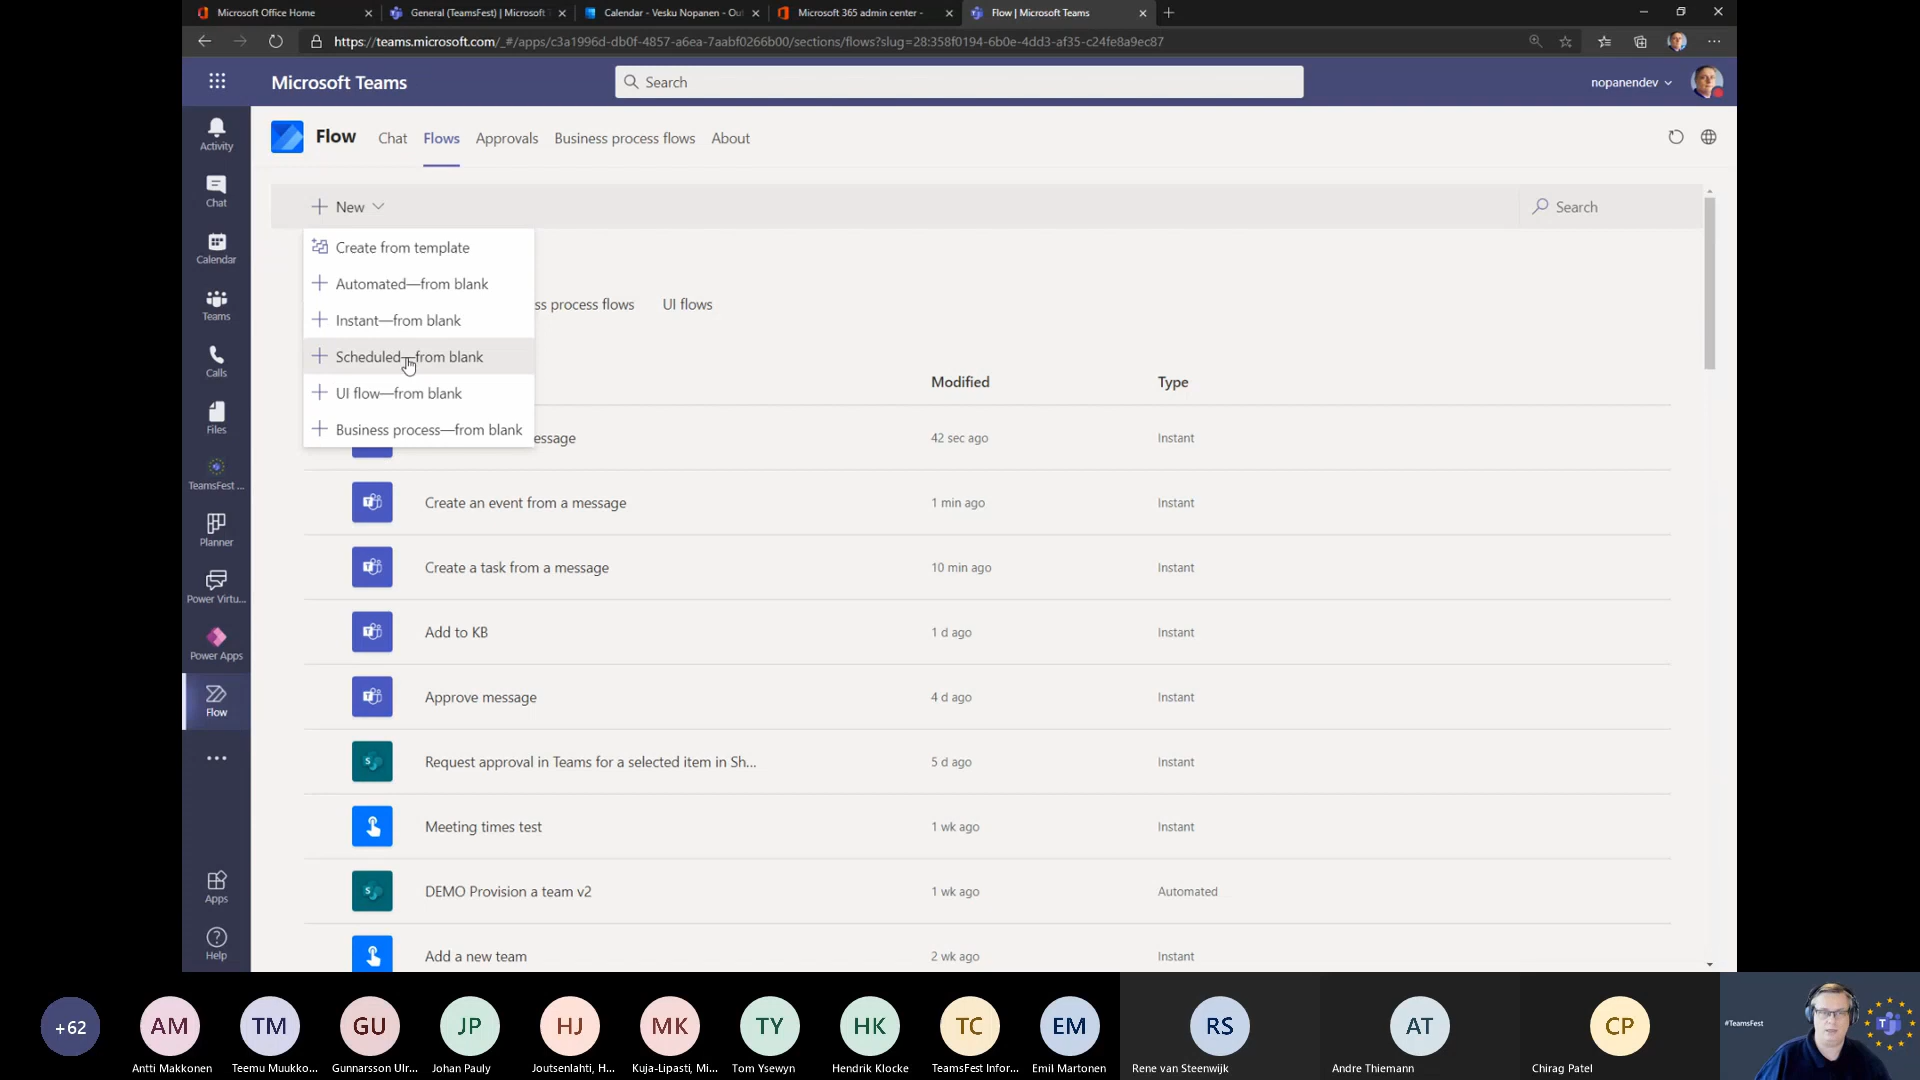 Microsoft Office Home
General (TeamsFest) | Microsoft T
Calendar - Vesku Nopanen - Out
Microsoft 365 admin center -
Flow | Microsoft Teams
https://teams.microsoft.com/_#/apps/c3a1996d-db0f-4857-a6ea-7aabf0266b00/sections/flows?slug=28:358f0194-6b0e-4dd3-af35-c24fe8a9ec87
Microsoft Teams
Search
nopanendev
Activity
Chat
Calendar
Teams
Calls
Files
TeamsFest ...
Planner
Power Virtu...
Power Apps
Flow
Apps
Help
Flow
Chat
Flows
Approvals
Business process flows
About
New
Search
Create from template
Automated—from blank
Instant—from blank
Scheduled—from blank
UI flow—from blank
Business process—from blank
ss process flows
UI flows
Modified
Type
essage
42 sec ago
Instant
Create an event from a message
1 min ago
Instant
Create a task from a message
10 min ago
Instant
Add to KB
1 d ago
Instant
Approve message
4 d ago
Instant
Request approval in Teams for a selected item in Sh...
5 d ago
Instant
Meeting times test
1 wk ago
Instant
DEMO Provision a team v2
1 wk ago
Automated
Add a new team
2 wk ago
Instant
+62
AM
TM
GU
JP
HJ
MK
TY
HK
TC
EM
RS
AT
CP
#TeamsFest
Antti Makkonen
Teemu Muukko...
Gunnarsson Ulr...
Johan Pauly
Joutsenlahti, H...
Kuja-Lipasti, Mi...
Tom Ysewyn
Hendrik Klocke
TeamsFest Infor...
Emil Martonen
Rene van Steenwijk
Andre Thiemann
Chirag Patel